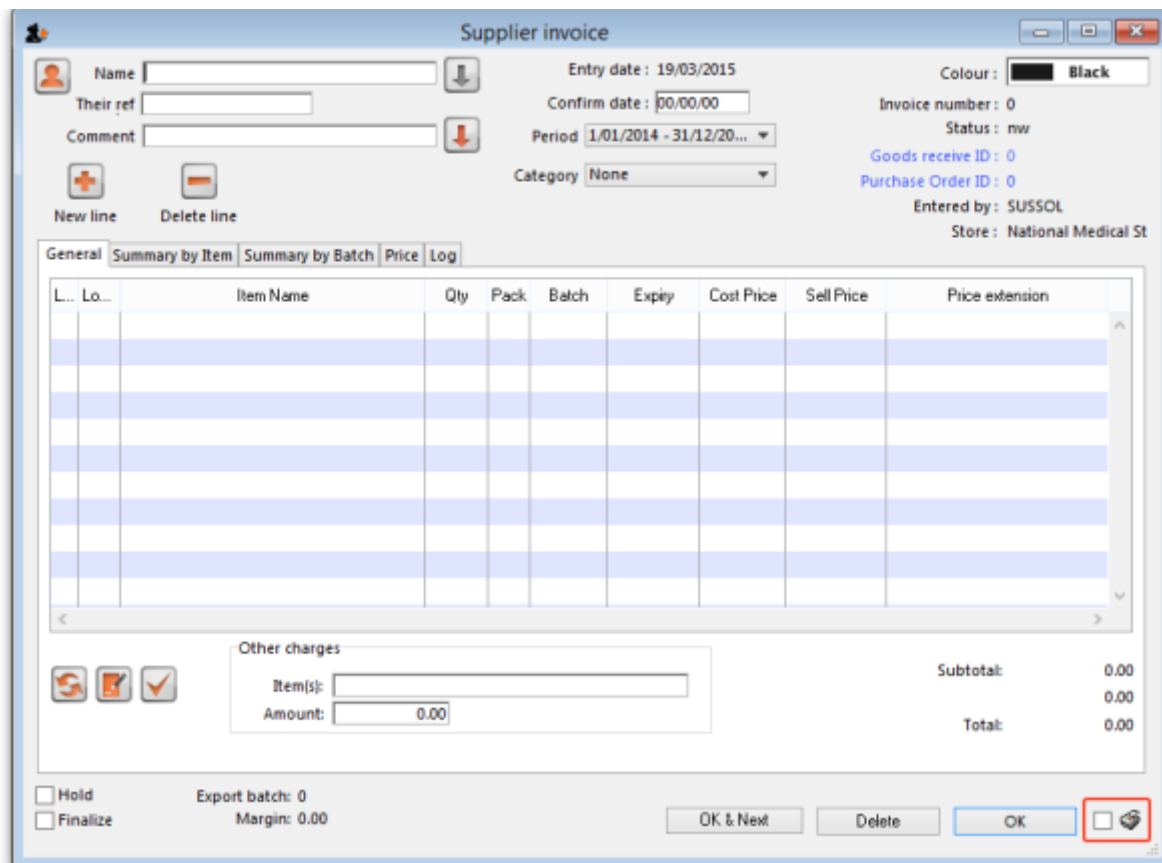 Supplier invoice
Name
Entry date : 19/03/2015
Colour : Black
Their ref
Confirm date : 00/00/00
Invoice number : 0
Comment
Period 1/01/2014 - 31/12/20...
Status : nw
Goods receive ID : 0
Category None
Purchase Order ID : 0
New line Delete line
Entered by : SUSSOL
Store : National Medical St
General Summary by Item Summary by Batch Price Log
L... Lo... Item Name Qty Pack Batch Expiry Cost Price Sell Price Price extension
Other charges
Item(s):
Amount: 0.00
Subtotal: 0.00
0.00
Total: 0.00
Hold Export batch: 0
Finalize Margin: 0.00
OK & Next Delete OK